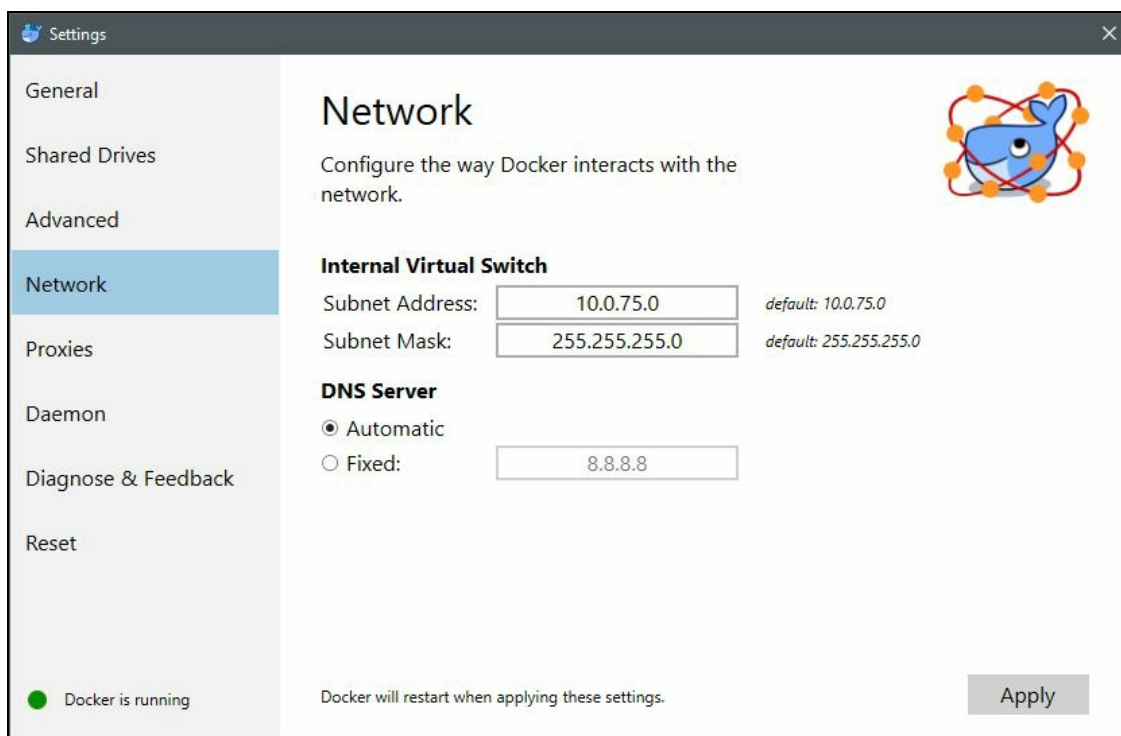 Settings
General
Shared Drives
Advanced
Network
Proxies
Daemon
Diagnose & Feedback
Reset
Docker is running
Network
Configure the way Docker interacts with the
network.
Internal Virtual Switch
Subnet Address: 10.0.75.0 default: 10.0.75.0
Subnet Mask: 255.255.255.0 default: 255.255.255.0
DNS Server
Automatic
Fixed: 8.8.8.8
Docker will restart when applying these settings.
Apply